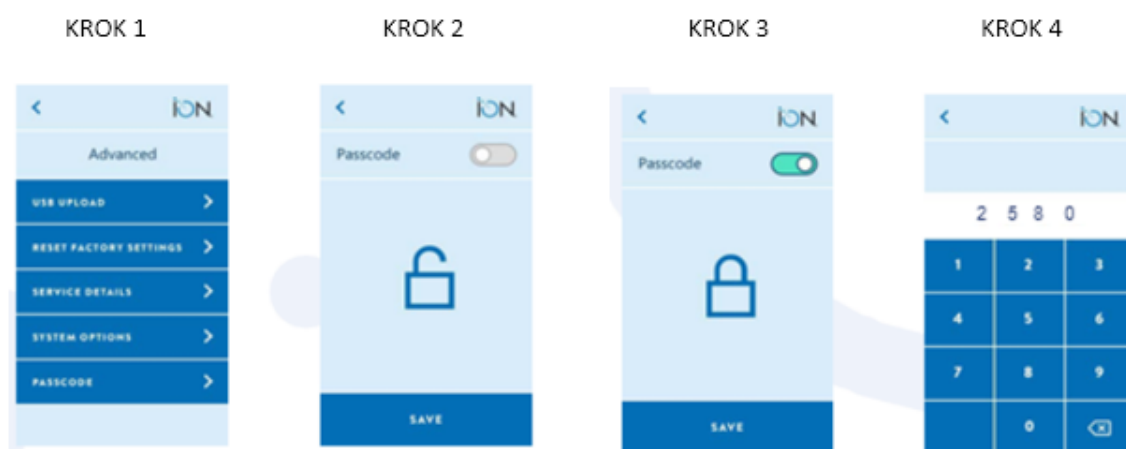 KROK 1
KROK 2
KROK 3
KROK 4
iON
Advanced
USB UPLOAD
RESET FACTORY SETTINGS
SERVICE DETAILS
SYSTEM OPTIONS
PASSCODE
iON
Passcode
SAVE
iON
Passcode
SAVE
iON
2 5 8 0
1 2 3
4 5 6
7 8 9
0